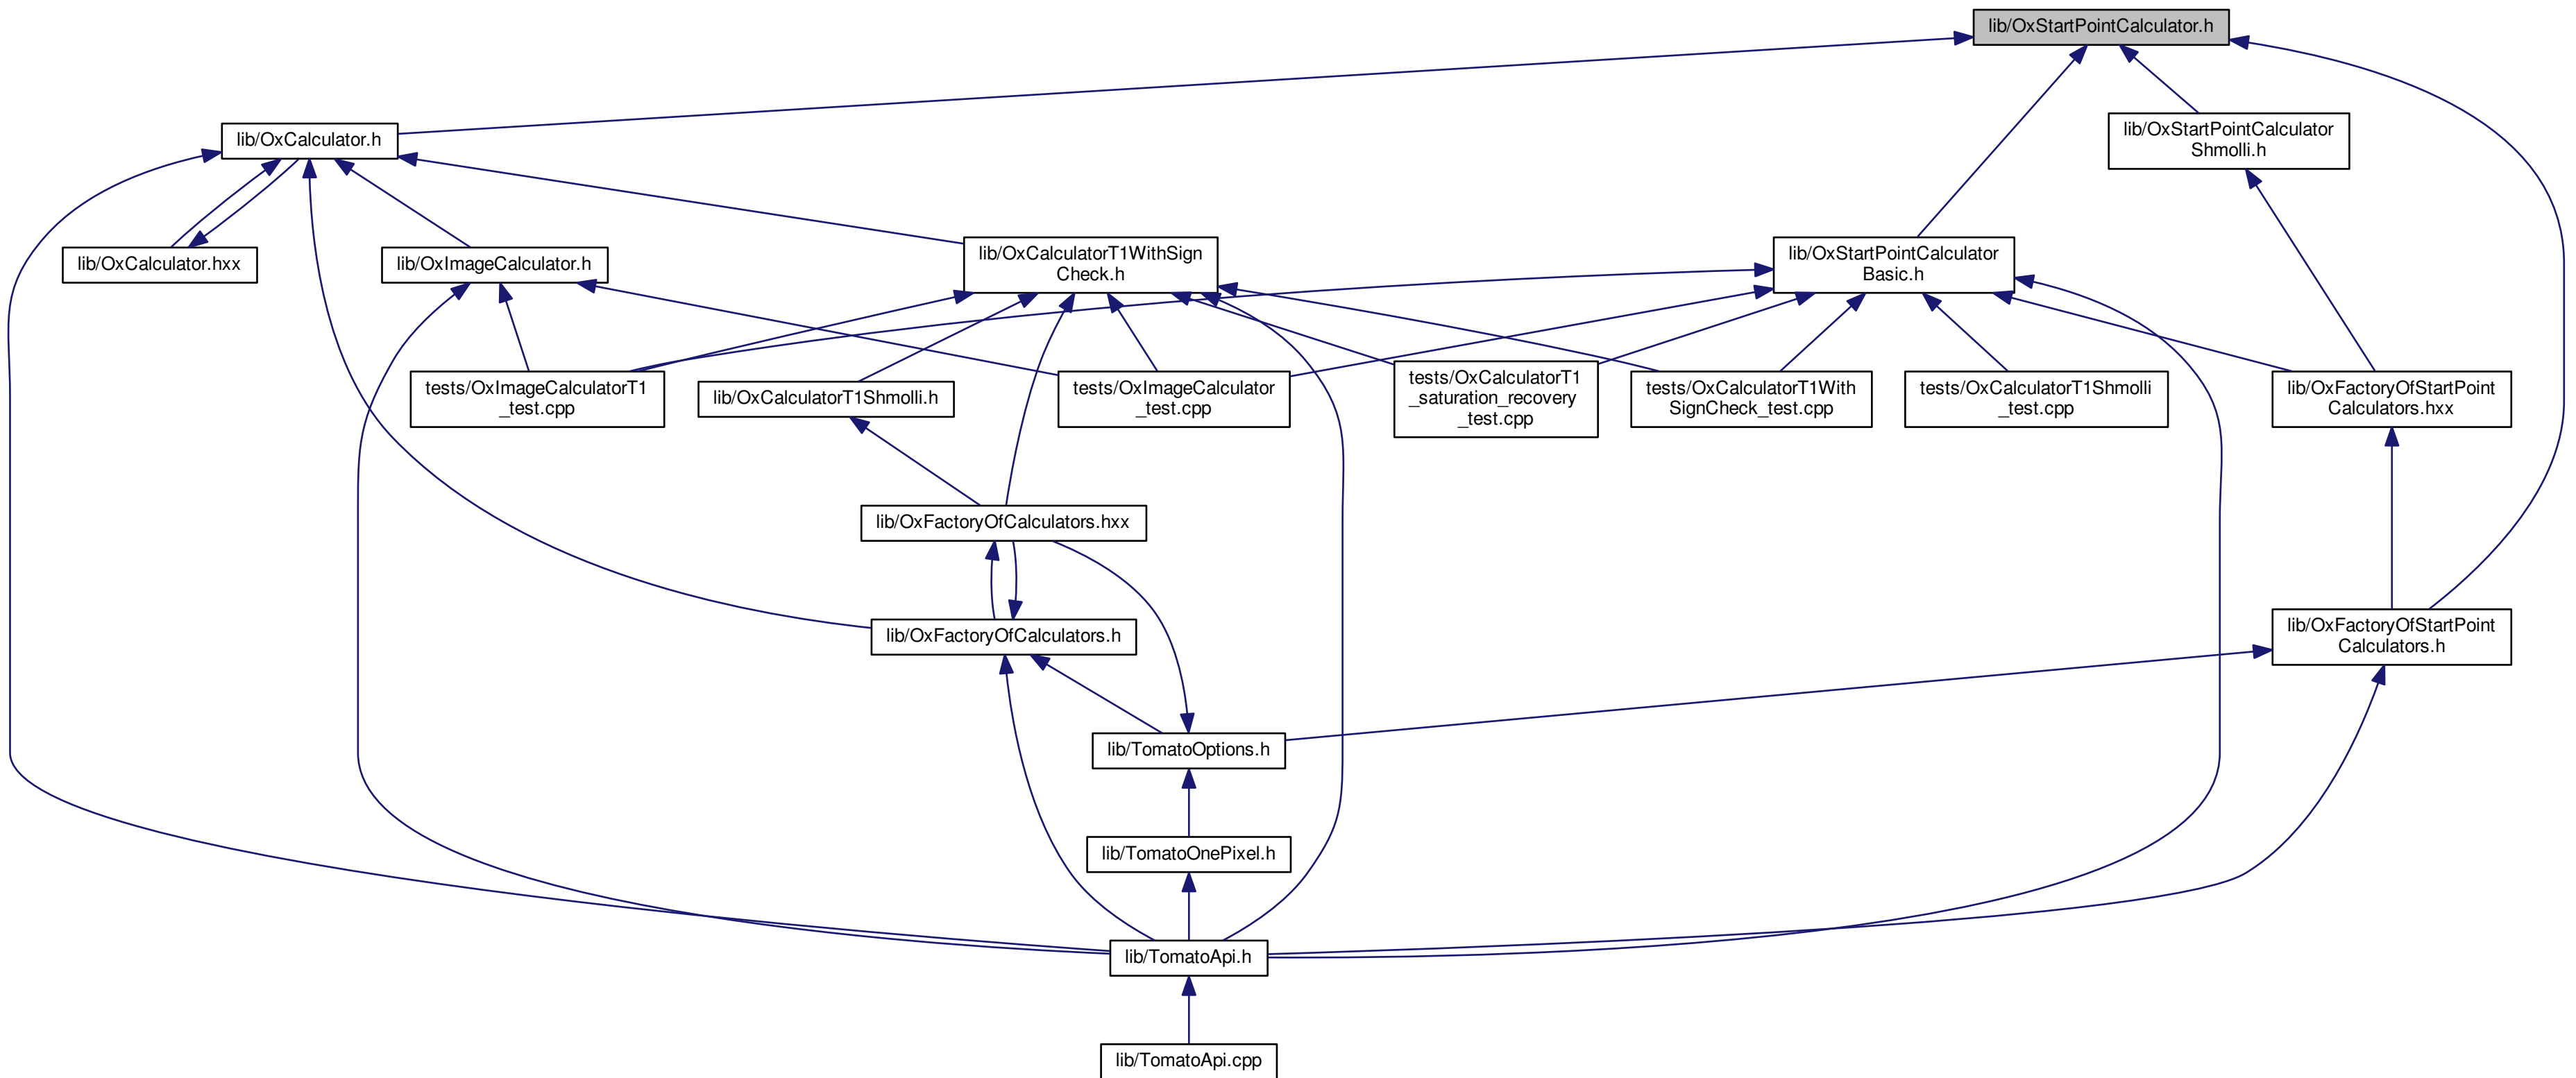 lib/OxStartPointCalculator.h
lib/OxStartPointCalculator
Shmolli.h
lib/OxCalculator.h
lib/OxCalculator.hxx
lib/OxImageCalculator.h
lib/OxCalculatorT1WithSign
Check.h
lib/OxStartPointCalculator
Basic.h
tests/OxImageCalculatorT1
_test.cpp
lib/OxCalculatorT1Shmolli.h
tests/OxImageCalculator
_test.cpp
tests/OxCalculatorT1
_saturation_recovery
_test.cpp
tests/OxCalculatorT1With
SignCheck_test.cpp
tests/OxCalculatorT1Shmolli
_test.cpp
lib/OxFactoryOfStartPoint
Calculators.hxx
lib/OxFactoryOfCalculators.hxx
lib/OxFactoryOfCalculators.h
lib/OxFactoryOfStartPoint
Calculators.h
lib/TomatoOptions.h
lib/TomatoOnePixel.h
lib/TomatoApi.h
lib/TomatoApi.cpp